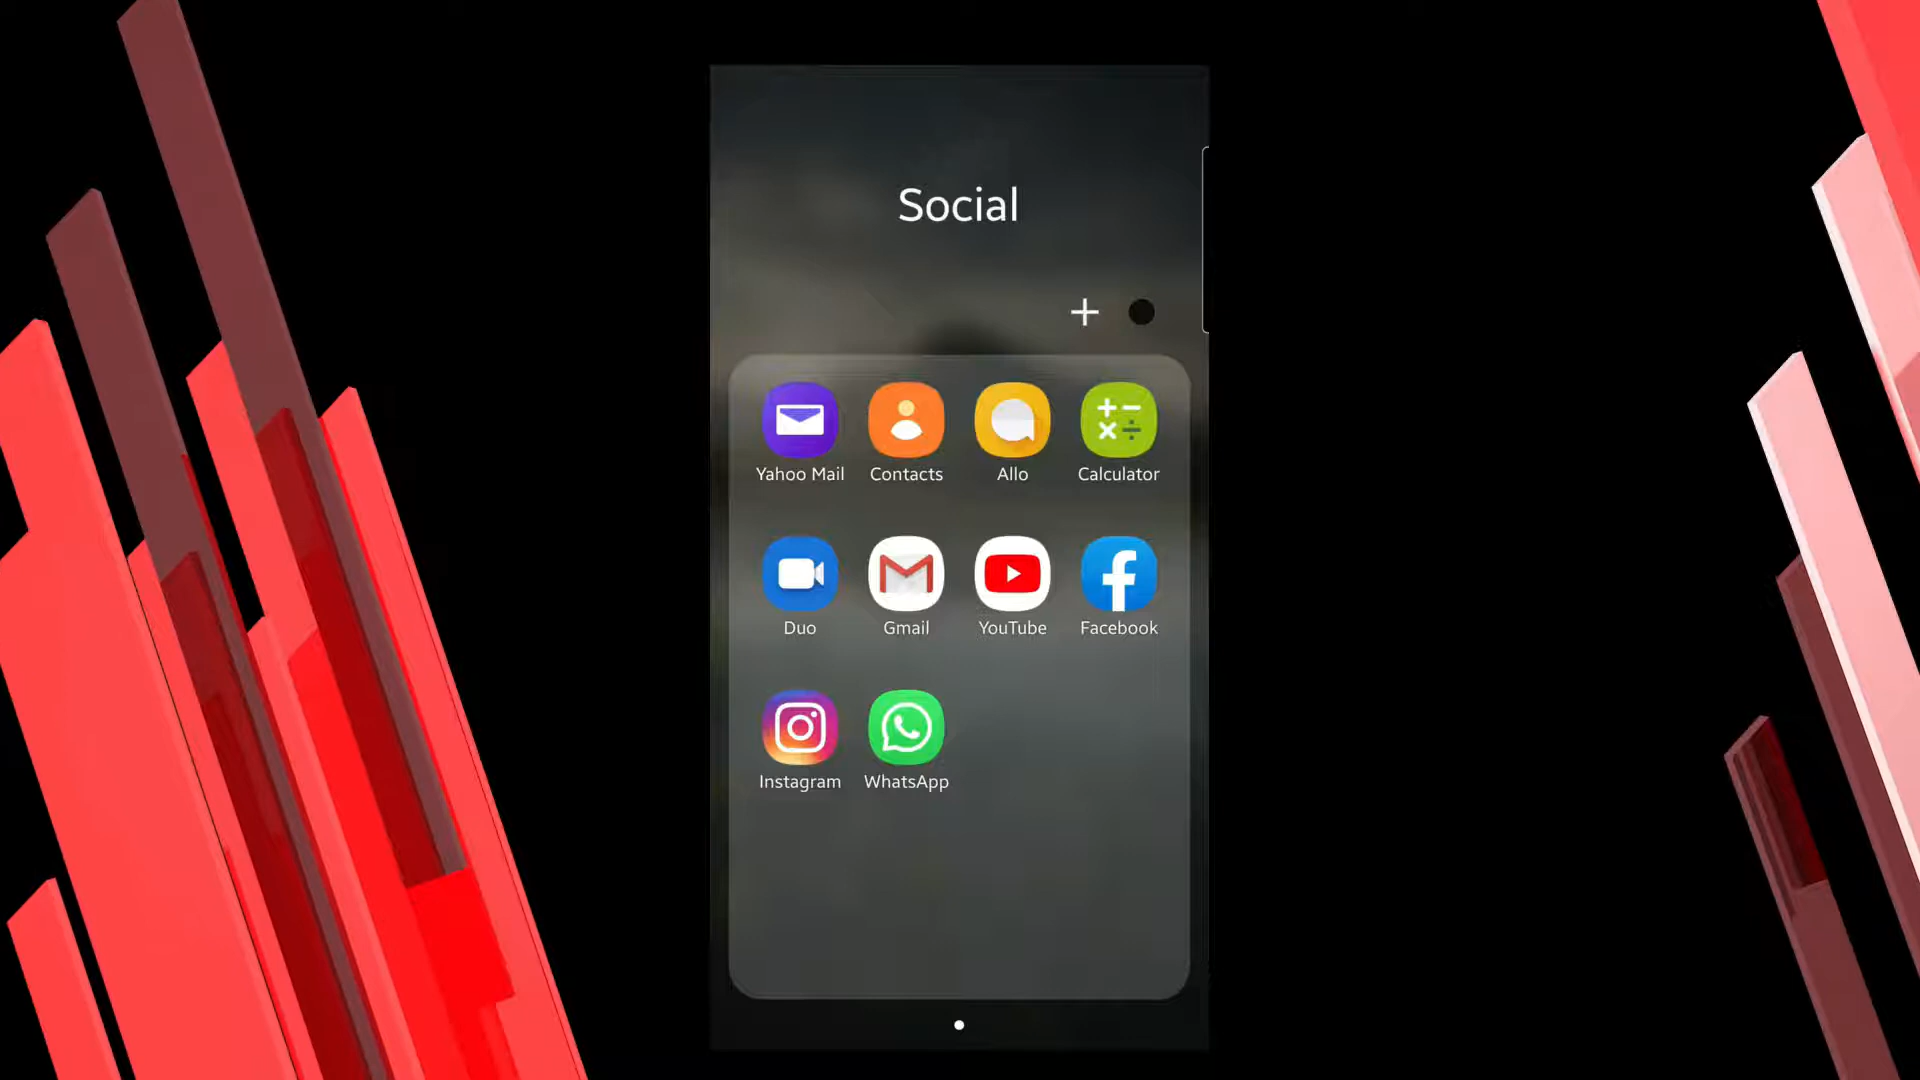 Social
Yahoo Mail Contacts Allo Calculator
Duo Gmail YouTube Facebook
Instagram WhatsApp